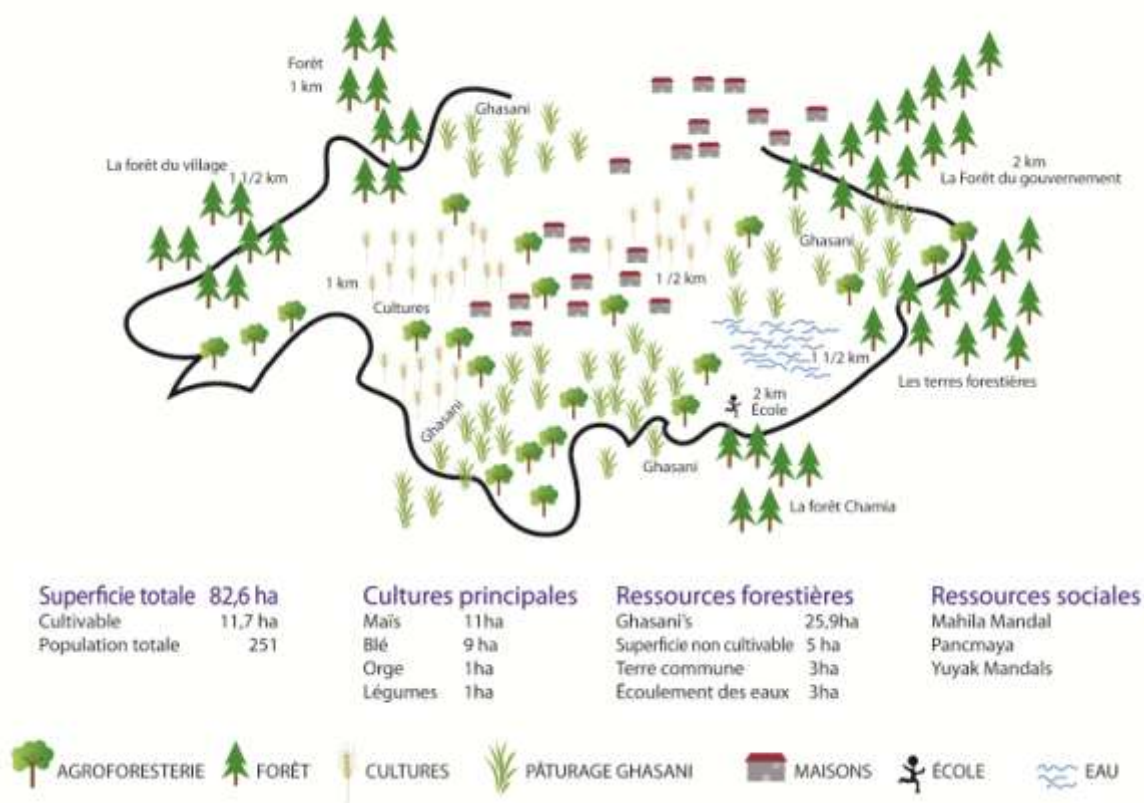 Forêt
1 km
Ghasani
La forêt du village
1 1/2 km
2 km
La Forêt du gouvernement
Ghasani
1 km
1 /2 km
Cultures
1 1/2 km
Les terres forestières
2 km
École
Ghasani
Ghasani
La forêt Chamia
Superficie totale 82,6 ha
Cultivable 11,7 ha
Population totale 251
Cultures principales
Maïs 11ha
Blé 9 ha
Orge 1ha
Légumes 1ha
Ressources forestières
Ghasani's 25,9ha
Superficie non cultivable 5 ha
Terre commune 3ha
Écoulement des eaux 3ha
Ressources sociales
Mahila Mandal
Pancmaya
Yuyak Mandals
AGROFORESTERIE FORÊT CULTURES PÂTURAGE GHASANI MAISONS ÉCOLE EAU